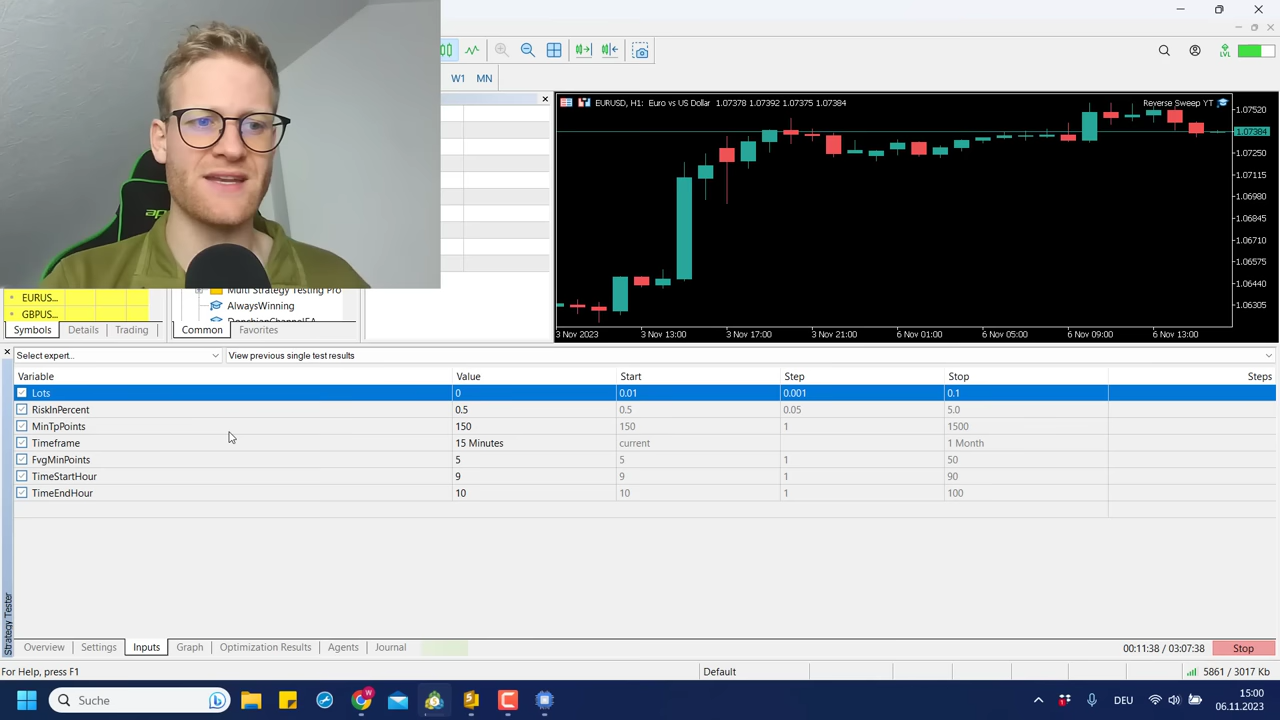 W1 MN
EURUSD, H1: Euro vs US Dollar 1.07378 1.07392 1.07375 1.07384
Reverse Sweep YT
1.07520
1.07384
1.07250
1.07115
1.06980
1.06845
1.06710
1.06575
1.06440
1.06305
3 Nov 2023 3 Nov 13:00 3 Nov 17:00 3 Nov 21:00 6 Nov 01:00 6 Nov 05:00 6 Nov 09:00 6 Nov 13:00
LVL
EURUS...
GBPUS...
Multi Strategy Testing Pro
AlwaysWinning
DonchianChannelEA
Symbols Details Trading
Common Favorites
Select expert... View previous single test results
Variable Value Start Step Stop Steps
Lots 0 0.01 0.001 0.1
RiskInPercent 0.5 0.5 0.05 5.0
MinTpPoints 150 150 1 1500
Timeframe 15 Minutes current 1 Month
FvgMinPoints 5 5 1 50
TimeStartHour 9 9 1 90
TimeEndHour 10 10 1 100
Strategy Tester
Overview Settings Inputs Graph Optimization Results Agents Journal
00:11:38 / 03:07:38 Stop
For Help, press F1 Default 5861 / 3017 Kb
Suche
DEU
15:00
06.11.2023